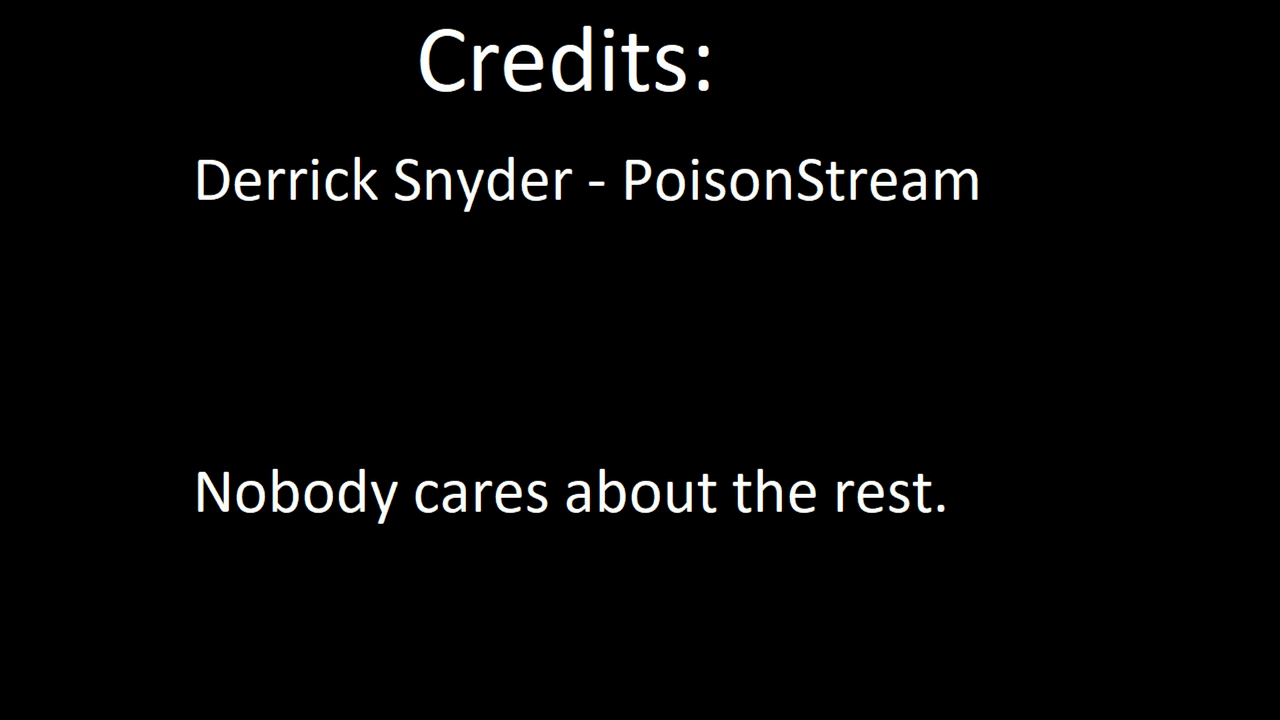 Credits:
Derrick Snyder - PoisonStream
Nobody cares about the rest.